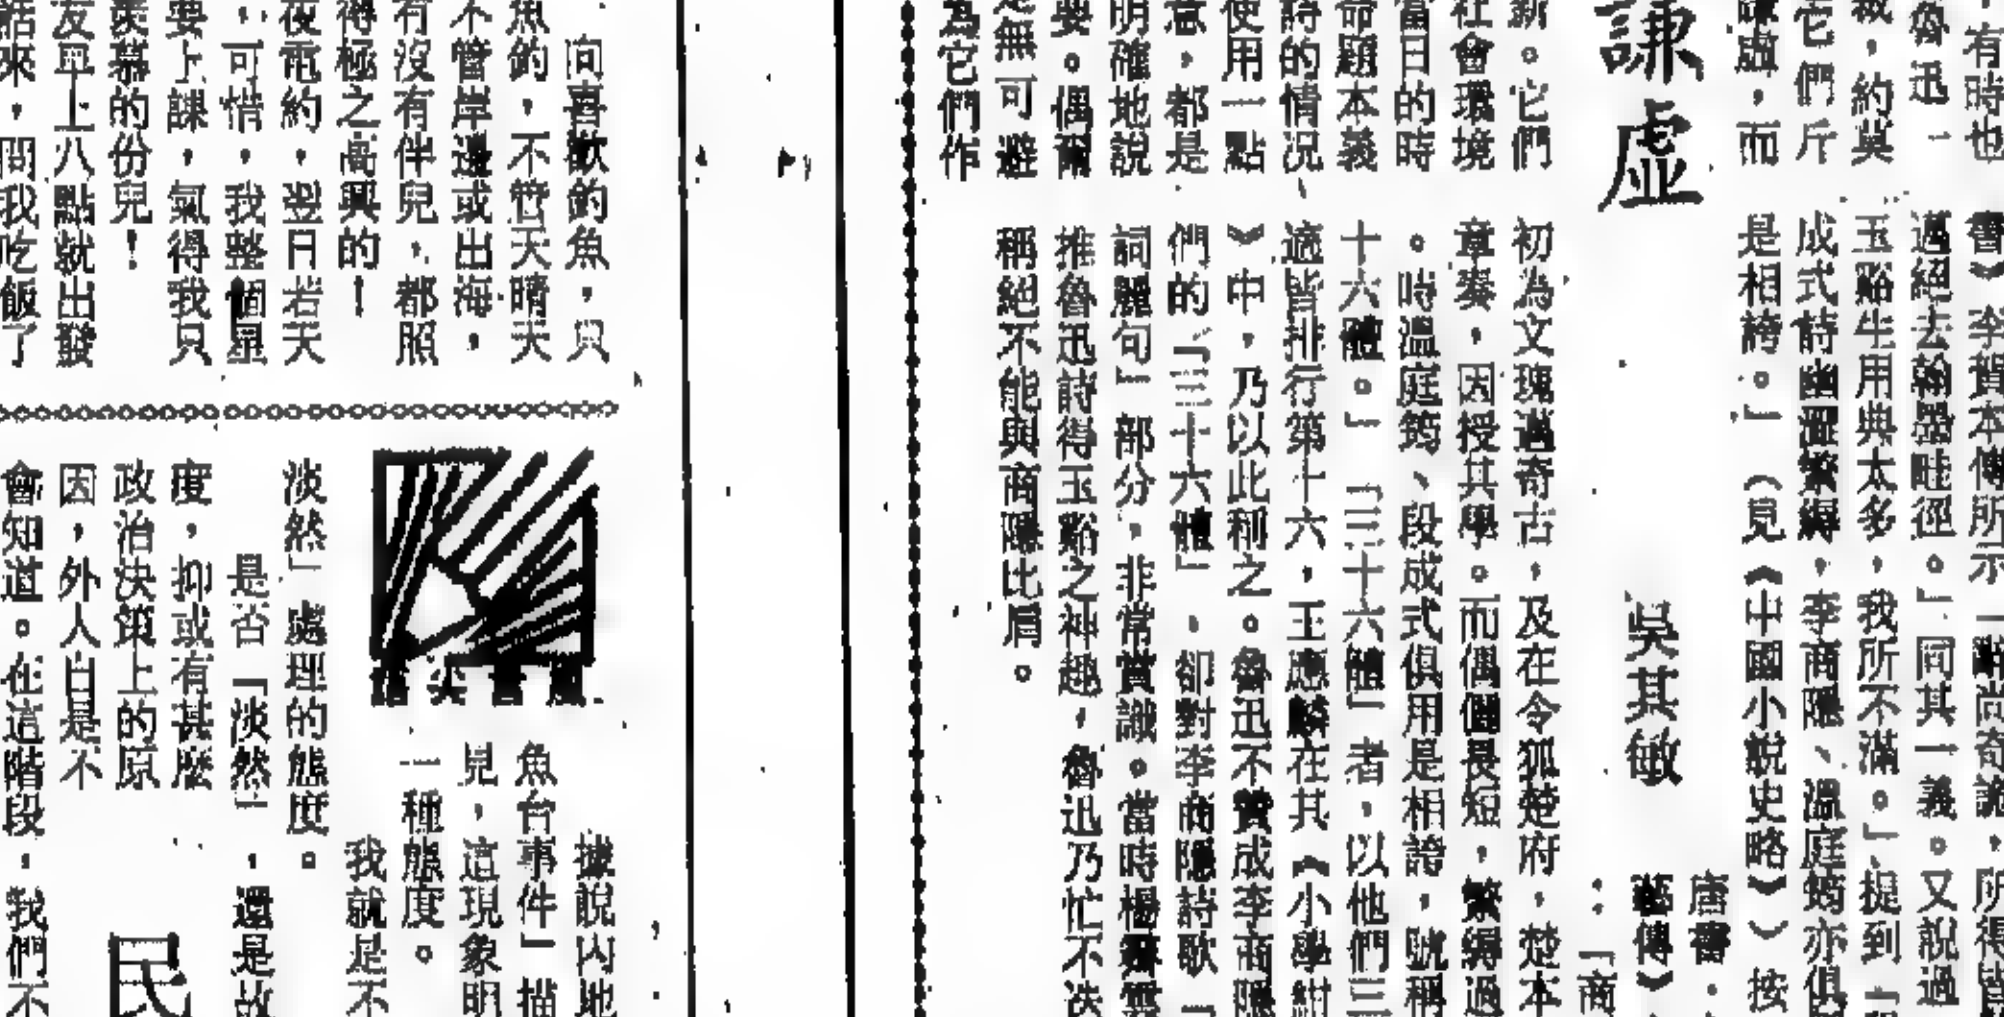 ，有時也
魯迅一
裁，約莫
它們斤
謙虛，而
謙虛
新。它們
社會環境
當日的時
命題本義
詩的情況
使用一點
意，都是
明確地說
要。偶爾
是無可避
為它們作
書》李賀本傳所示「辭尚奇詭，所得皆
邁絕去翰墨畦徑。」同其一義。又說過
玉谿生用典太多，我所不滿。」提到「
成式詩幽澀繁縟，李商隱、溫庭筠亦俱
是相誇。」（見《中國小說史略》）按
吳其敏
唐書．
藝傳》
：「商
初為文瑰邁奇古，及在令狐楚府，楚本
章奏，因授其學。而偶儷長短，繁縟過
。時溫庭筠、段成式俱用是相誇，號稱
十六體。」「三十六體」者，以他們三
適皆排行第十六，王應麟在其《小學紺
》中，乃以此稱之。魯迅不贊成李商隱
們的「三十六體」，卻對李商隱詩歌「
詞麗句」部分，非常賞識。當時楊霽雲
推魯迅詩得玉谿之神趣，魯迅乃忙不迭
稱絕不能與商隱比肩。
向喜歡釣魚，只
魚釣，不管天晴天
不管岸邊或出海，
有沒有伴兒，都照
得極之高興的！
夜電約，翌日若天
，可惜，我整個星
要上課，氣得我只
羨慕的份兒！
友早上八點就出發
話來，問我吃飯了
據說內地
魚台事件」描
見，這現象明
一種態度。
我就是不
淡然」處理的態度。
是否「淡然」，還是故
度，抑或有甚麼
政治決策上的原
因，外人自是不
會知道。在這階段，我們不
民